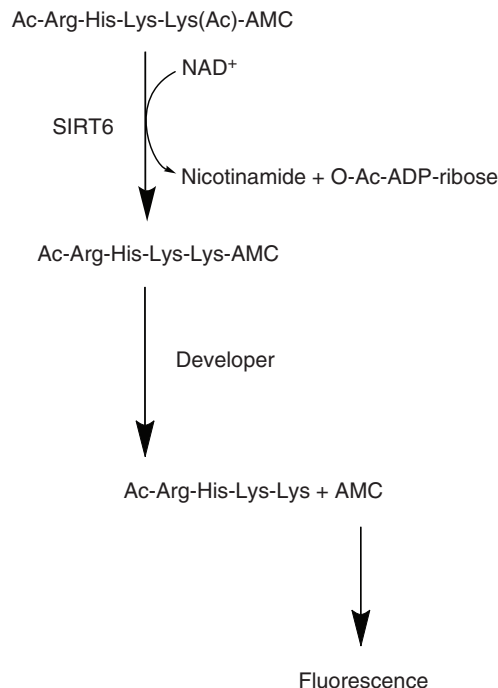 Ac-Arg-His-Lys-Lys(Ac)-AMC
NAD⁺
SIRT6
Nicotinamide + O-Ac-ADP-ribose
Ac-Arg-His-Lys-Lys-AMC
Developer
Ac-Arg-His-Lys-Lys + AMC
Fluorescence